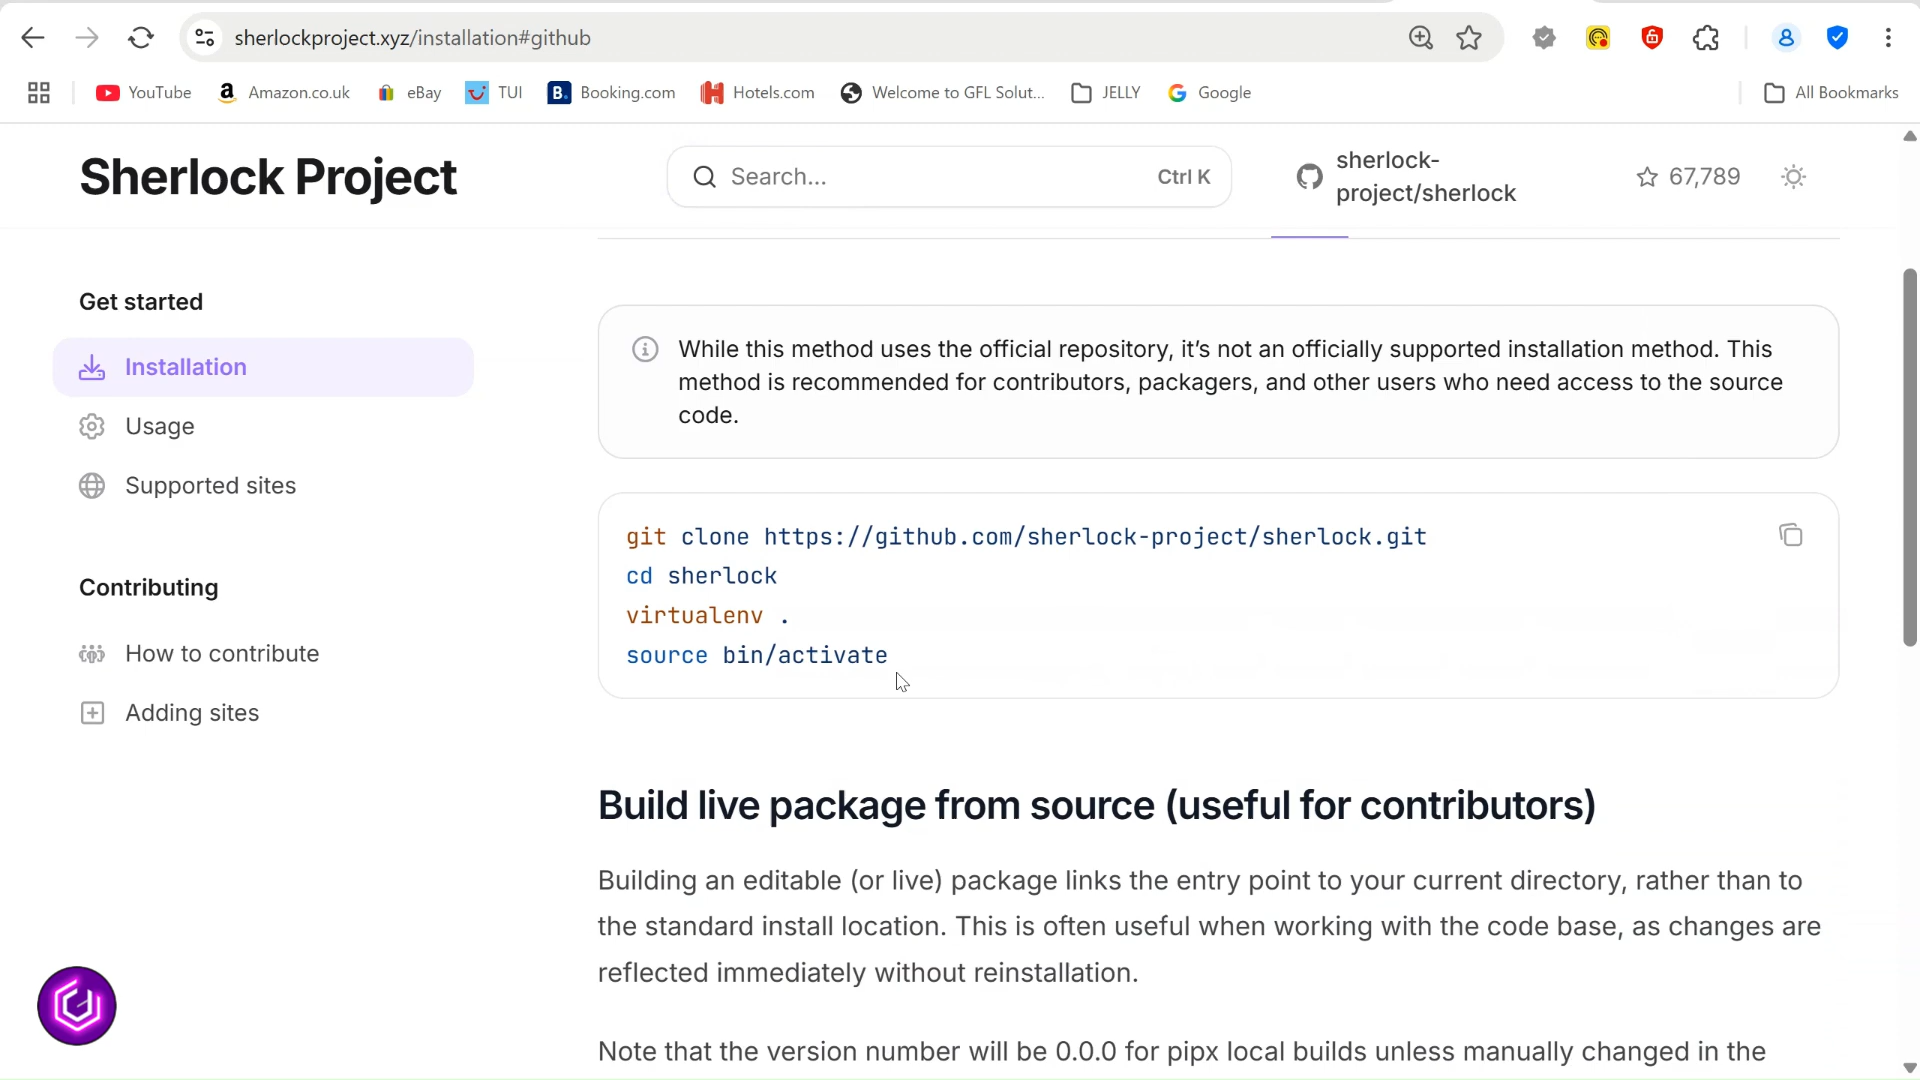 sherlockproject.xyz/installation#github
YouTube Amazon.co.uk eBay TUI Booking.com Hotels.com Welcome to GFL Solut... JELLY Google All Bookmarks
Sherlock Project
Search... Ctrl K
sherlock-
project/sherlock
67,789
Get started
Installation
Usage
Supported sites
Contributing
How to contribute
Adding sites
While this method uses the official repository, it’s not an officially supported installation method. This
method is recommended for contributors, packagers, and other users who need access to the source
code.
git clone https://github.com/sherlock-project/sherlock.git
cd sherlock
virtualenv .
source bin/activate
Build live package from source (useful for contributors)
Building an editable (or live) package links the entry point to your current directory, rather than to
the standard install location. This is often useful when working with the code base, as changes are
reflected immediately without reinstallation.
Note that the version number will be 0.0.0 for pipx local builds unless manually changed in the